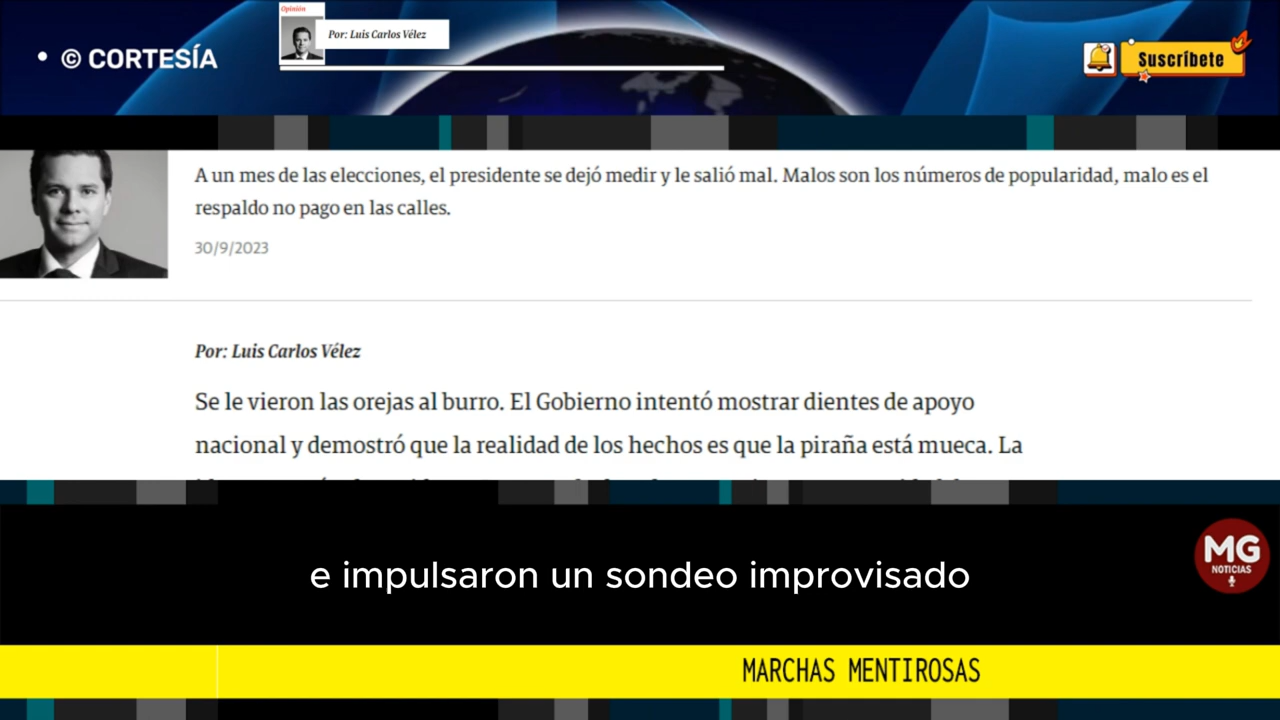 Opinión
Por: Luis Carlos Vélez
• © CORTESÍA
Suscríbete
A un mes de las elecciones, el presidente se dejó medir y le salió mal. Malos son los números de popularidad, malo es el
respaldo no pago en las calles.
30/9/2023
Por: Luis Carlos Vélez
Se le vieron las orejas al burro. El Gobierno intentó mostrar dientes de apoyo
nacional y demostró que la realidad de los hechos es que la piraña está mueca. La
e impulsaron un sondeo improvisado
MG
NOTICIAS
MARCHAS MENTIROSAS